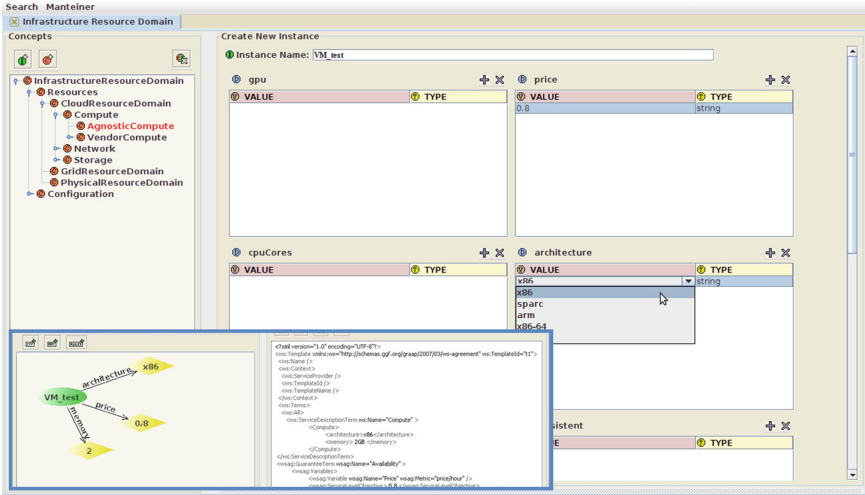 Search Manteiner
Infrastructure Resource Domain
Concepts
InfrastructureResourceDomain
Resources
CloudResourceDomain
Compute
AgnosticCompute
VendorCompute
Network
Storage
GridResourceDomain
PhysicalResourceDomain
Configuration
Create New Instance
Instance Name: VM_test
gpu
VALUE TYPE
price
VALUE TYPE
0.8 string
cpuCores
VALUE TYPE
architecture
VALUE TYPE
x86 string
x86
sparc
arm
x86-64
sistent
E TYPE
architecture
x86
VM_test
price
0.8
memory
2
<?xml version="1.0" encoding="UTF-8"?>
<ws:Template xmlns:ws="http://schemas.ggf.org/graap/2007/03/ws-agreement" ws:TemplateId="t1">
<ws:Name />
<ws:Context>
<ws:ServiceProvider />
<ws:TemplateId />
<ws:TemplateName />
</ws:Context>
<ws:Terms>
<ws:All>
<ws:ServiceDescriptionTerm ws:Name="Compute" >
<Compute>
<architecture>x86</architecture>
<memory> 2GB </memory>
</Compute>
</ws:ServiceDescriptionTerm>
<wsag:GuaranteeTerm wsag:Name="Availability">
<wsag:Variables>
<wsag:Variable wsag:Name="Price" wsag:Metric="price/hour" />